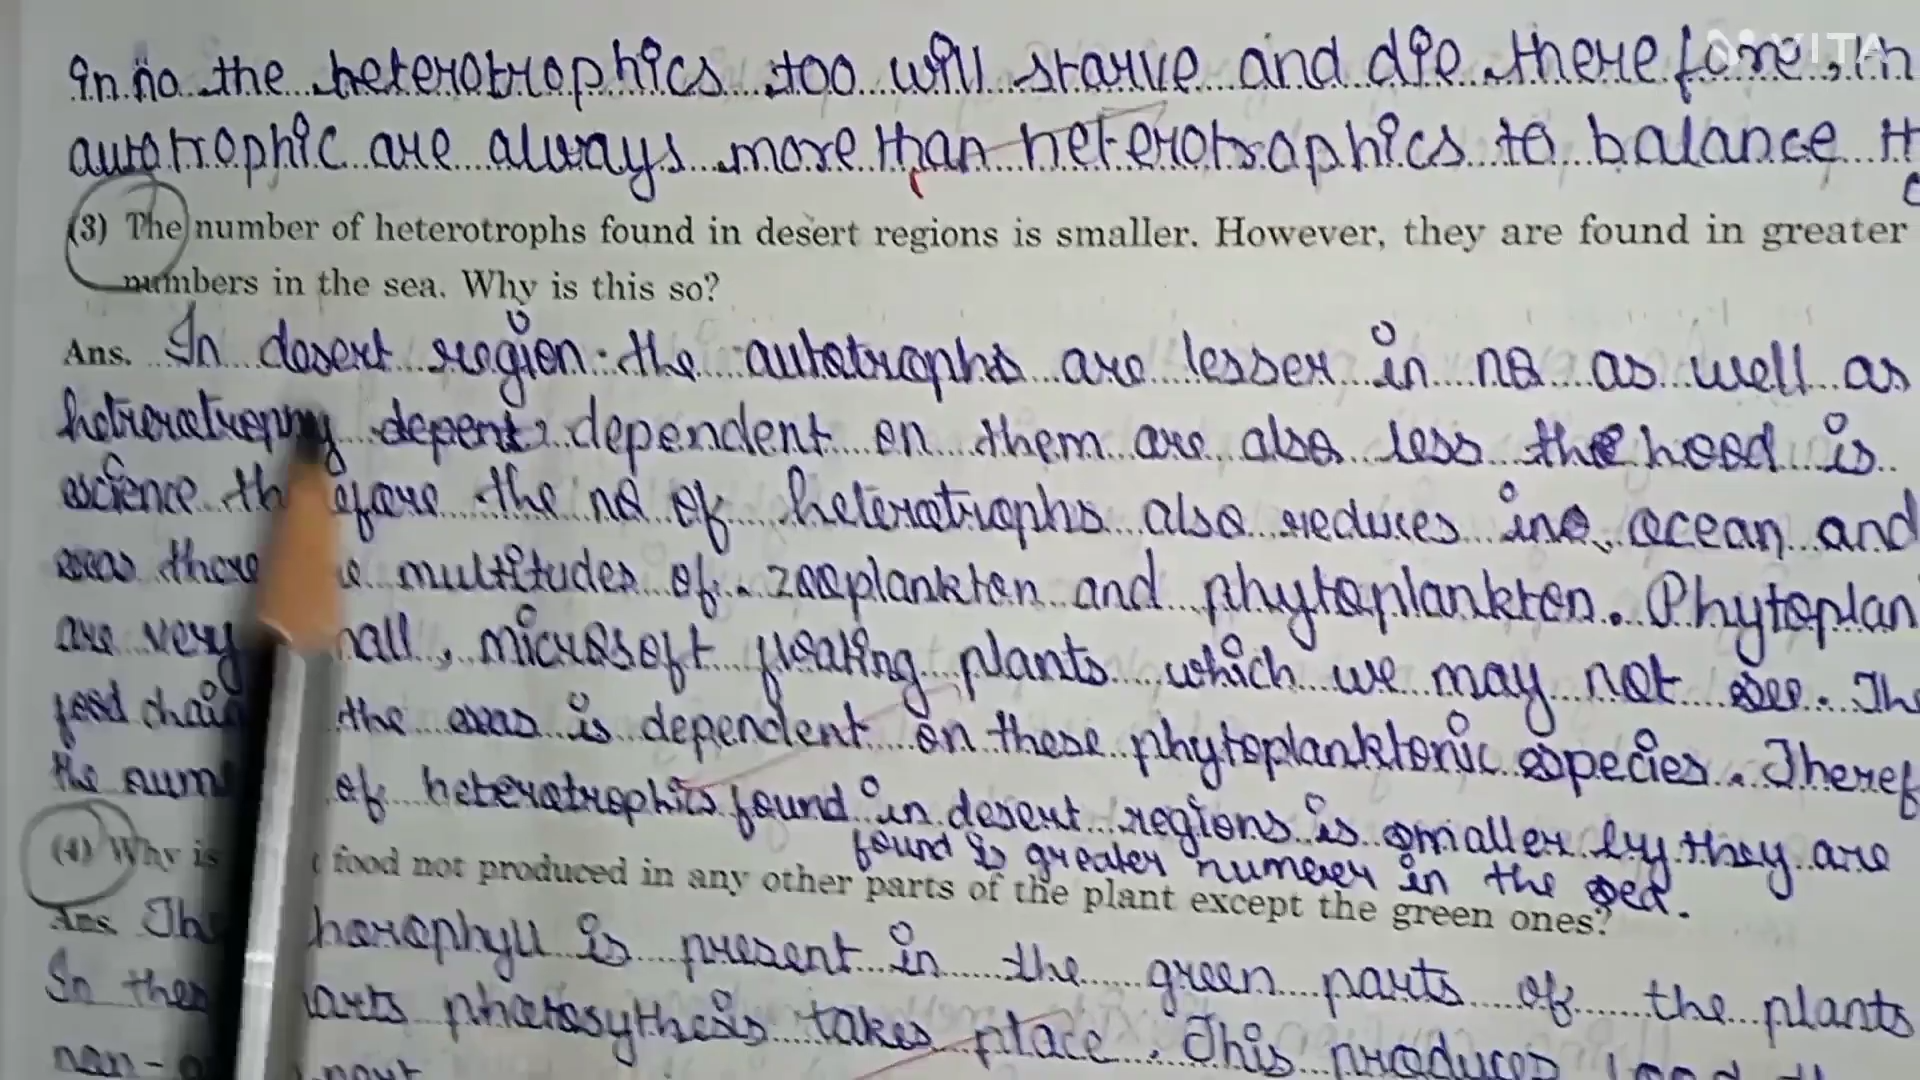 VITA
in no the heterotrophics too will starve and die therefore, in
autotrophic are always more than heterotrophics to balance
(3) The number of heterotrophs found in desert regions is smaller. However, they are found in greater
numbers in the sea. Why is this so?
Ans. In desert region the autotrophs are lesser in no as well as
depent dependent on them are also less the hood is
escience the no of heterotrophs also reduces in ocean and
multitudes of zooplankton and phytoplankton. Phytoplan
are very microsoft floating plants which we may not see. The
food the is dependent on these phytoplanktonic species. Theref
the of heterotrophics found in desert regions is smaller they are
found is greater numerer in the sea.
(4) Why is food not produced in any other parts of the plant except the green ones?
Ans. is present in the green parts of the plants
In photosythesis takes place. This produces